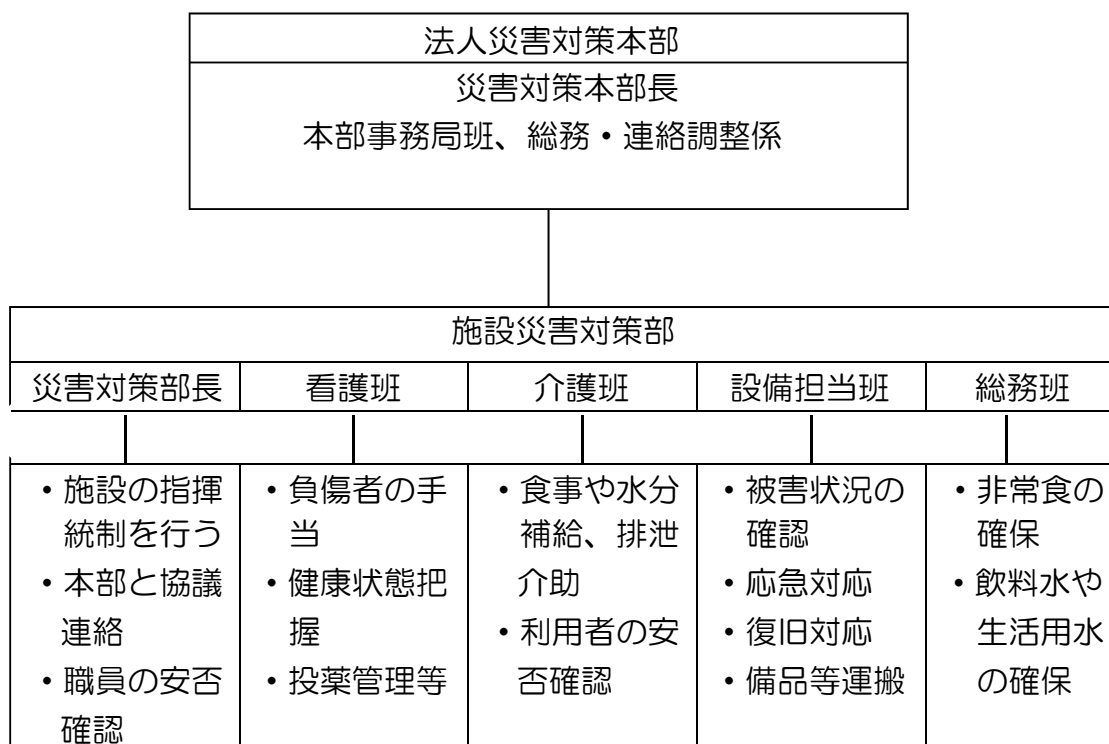 法人災害対策本部
災害対策本部長
本部事務局班、総務・連絡調整係
施設災害対策部
災害対策部長
看護班
介護班
設備担当班
総務班
・施設の指揮
統制を行う
・本部と協議
連絡
・職員の安否
確認
・負傷者の手
当
・健康状態把
握
・投薬管理等
・食事や水分
補給、排泄
介助
・利用者の安
否確認
・被害状況の
確認
・応急対応
・復旧対応
・備品等運搬
・非常食の
確保
・飲料水や
生活用水
の確保